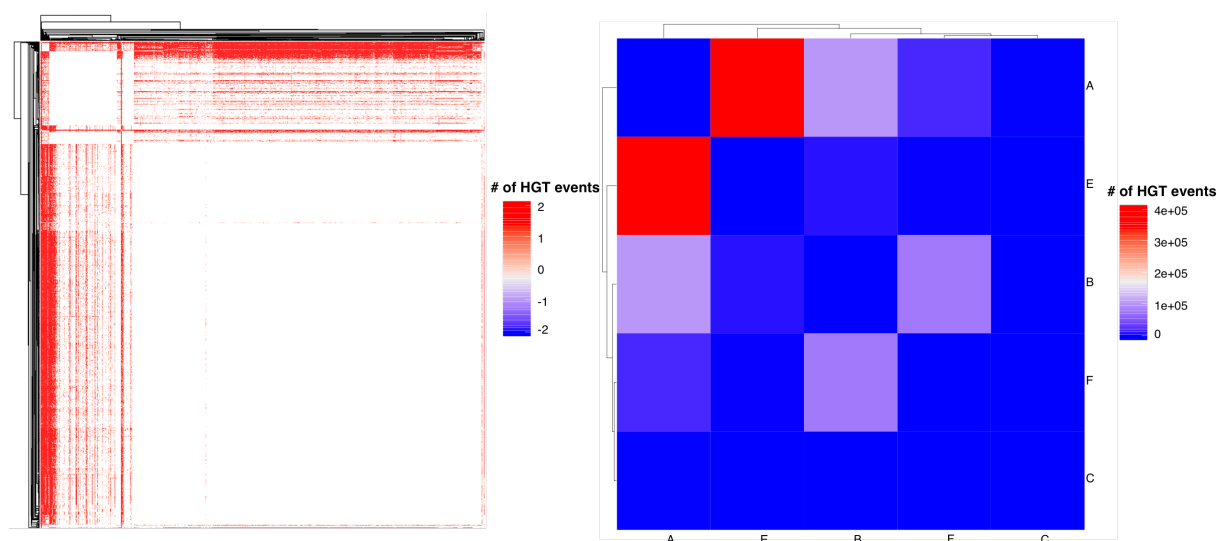 # of HGT events
2
1
0
-1
-2
A
E
B
F
C
# of HGT events
4e+05
3e+05
2e+05
1e+05
0
A E B F C